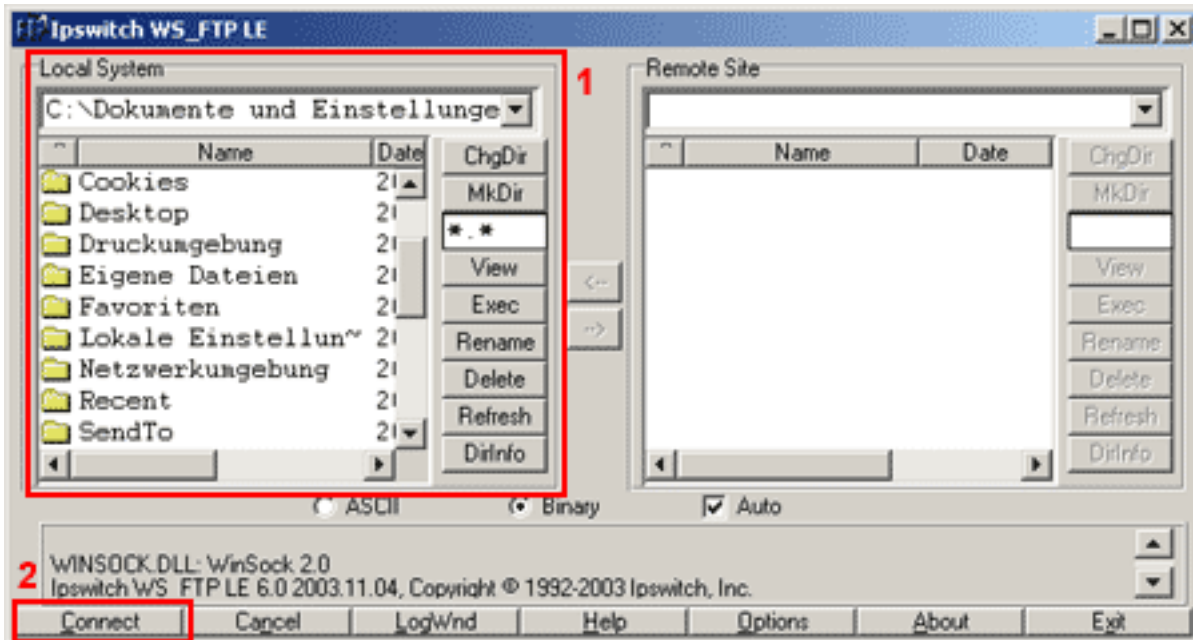 Ipswitch WS_FTP LE
Local System
1
Remote Site
C:\Dokumente und Einstellunge
^ Name Date
ChgDir
^ Name Date
ChgDir
Cookies
MkDir
MkDir
Desktop
*.*
Druckumgebung
View
View
Eigene Dateien
<--
Exec
Exec
Favoriten
-->
Rename
Rename
Lokale Einstellun~
Netzwerkumgebung
Delete
Delete
Recent
Refresh
Refresh
SendTo
DirInfo
DirInfo
ASCII Binary Auto
WINSOCK.DLL: WinSock 2.0
Ipswitch WS_FTP LE 6.0 2003.11.04, Copyright © 1992-2003 Ipswitch, Inc.
2
Connect Cancel LogWnd Help Options About Exit